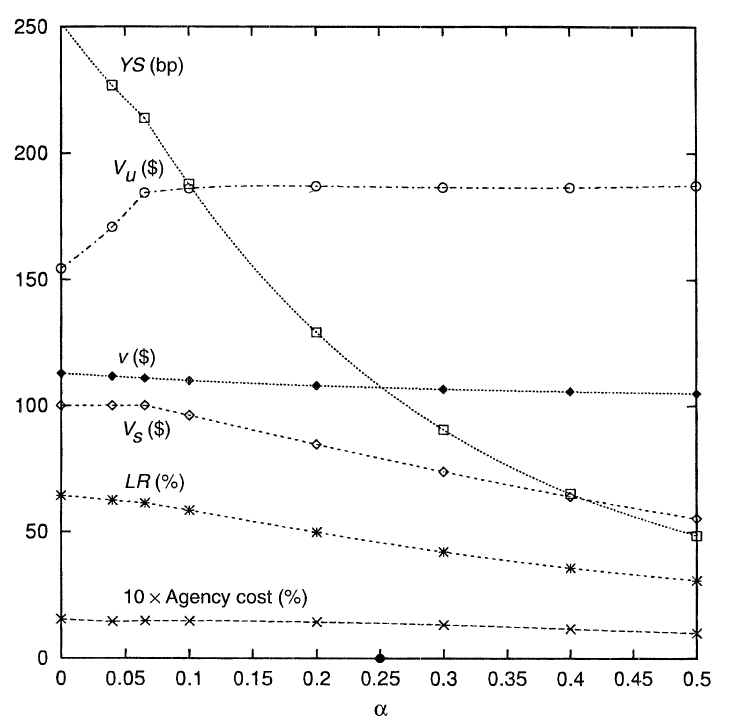 250
YS (bp)
200
V_u ($)
150
v ($)
100
V_s ($)
LR (%)
50
10 × Agency cost (%)
0
0 0.05 0.1 0.15 0.2 0.25 0.3 0.35 0.4 0.45 0.5
α